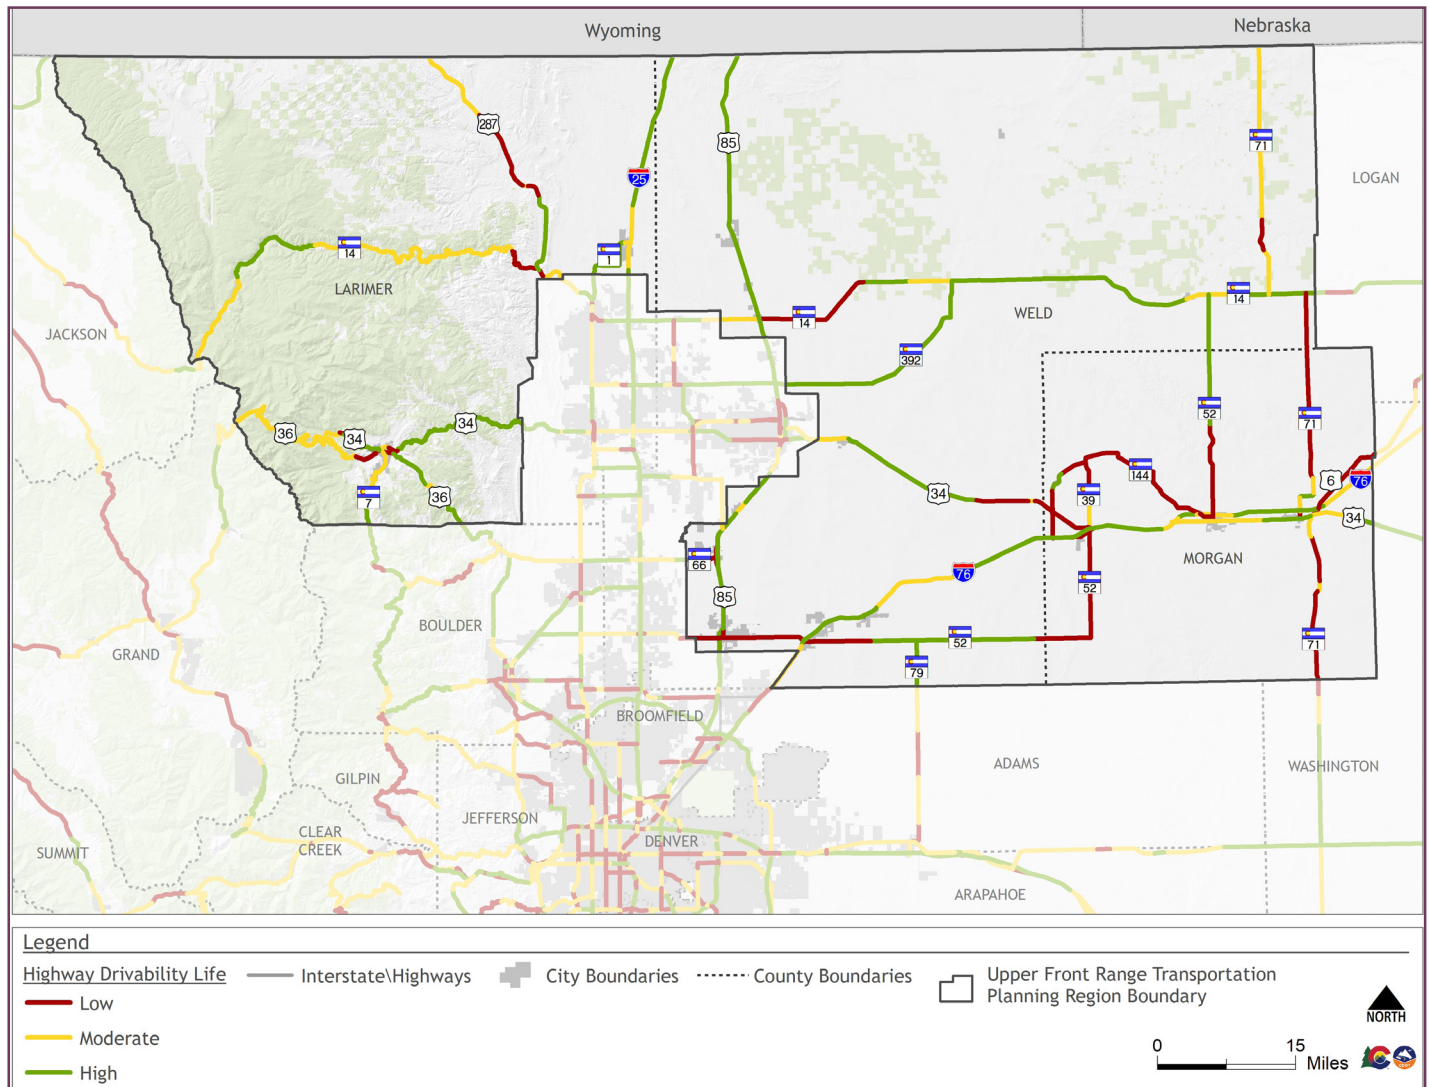 Wyoming
Nebraska
287
85
71
25
LOGAN
14
1
LARIMER
14
14
WELD
JACKSON
392
52
71
36
34
34
144
6
76
39
34
36
7
34
66
76
MORGAN
85
52
BOULDER
52
71
GRAND
79
BROOMFIELD
ADAMS
WASHINGTON
GILPIN
JEFFERSON
CLEAR
CREEK
DENVER
SUMMIT
ARAPAHOE
Legend
Highway Drivability Life
Interstate\Highways
City Boundaries
County Boundaries
Upper Front Range Transportation
Planning Region Boundary
Low
Moderate
High
NORTH
0
15
Miles